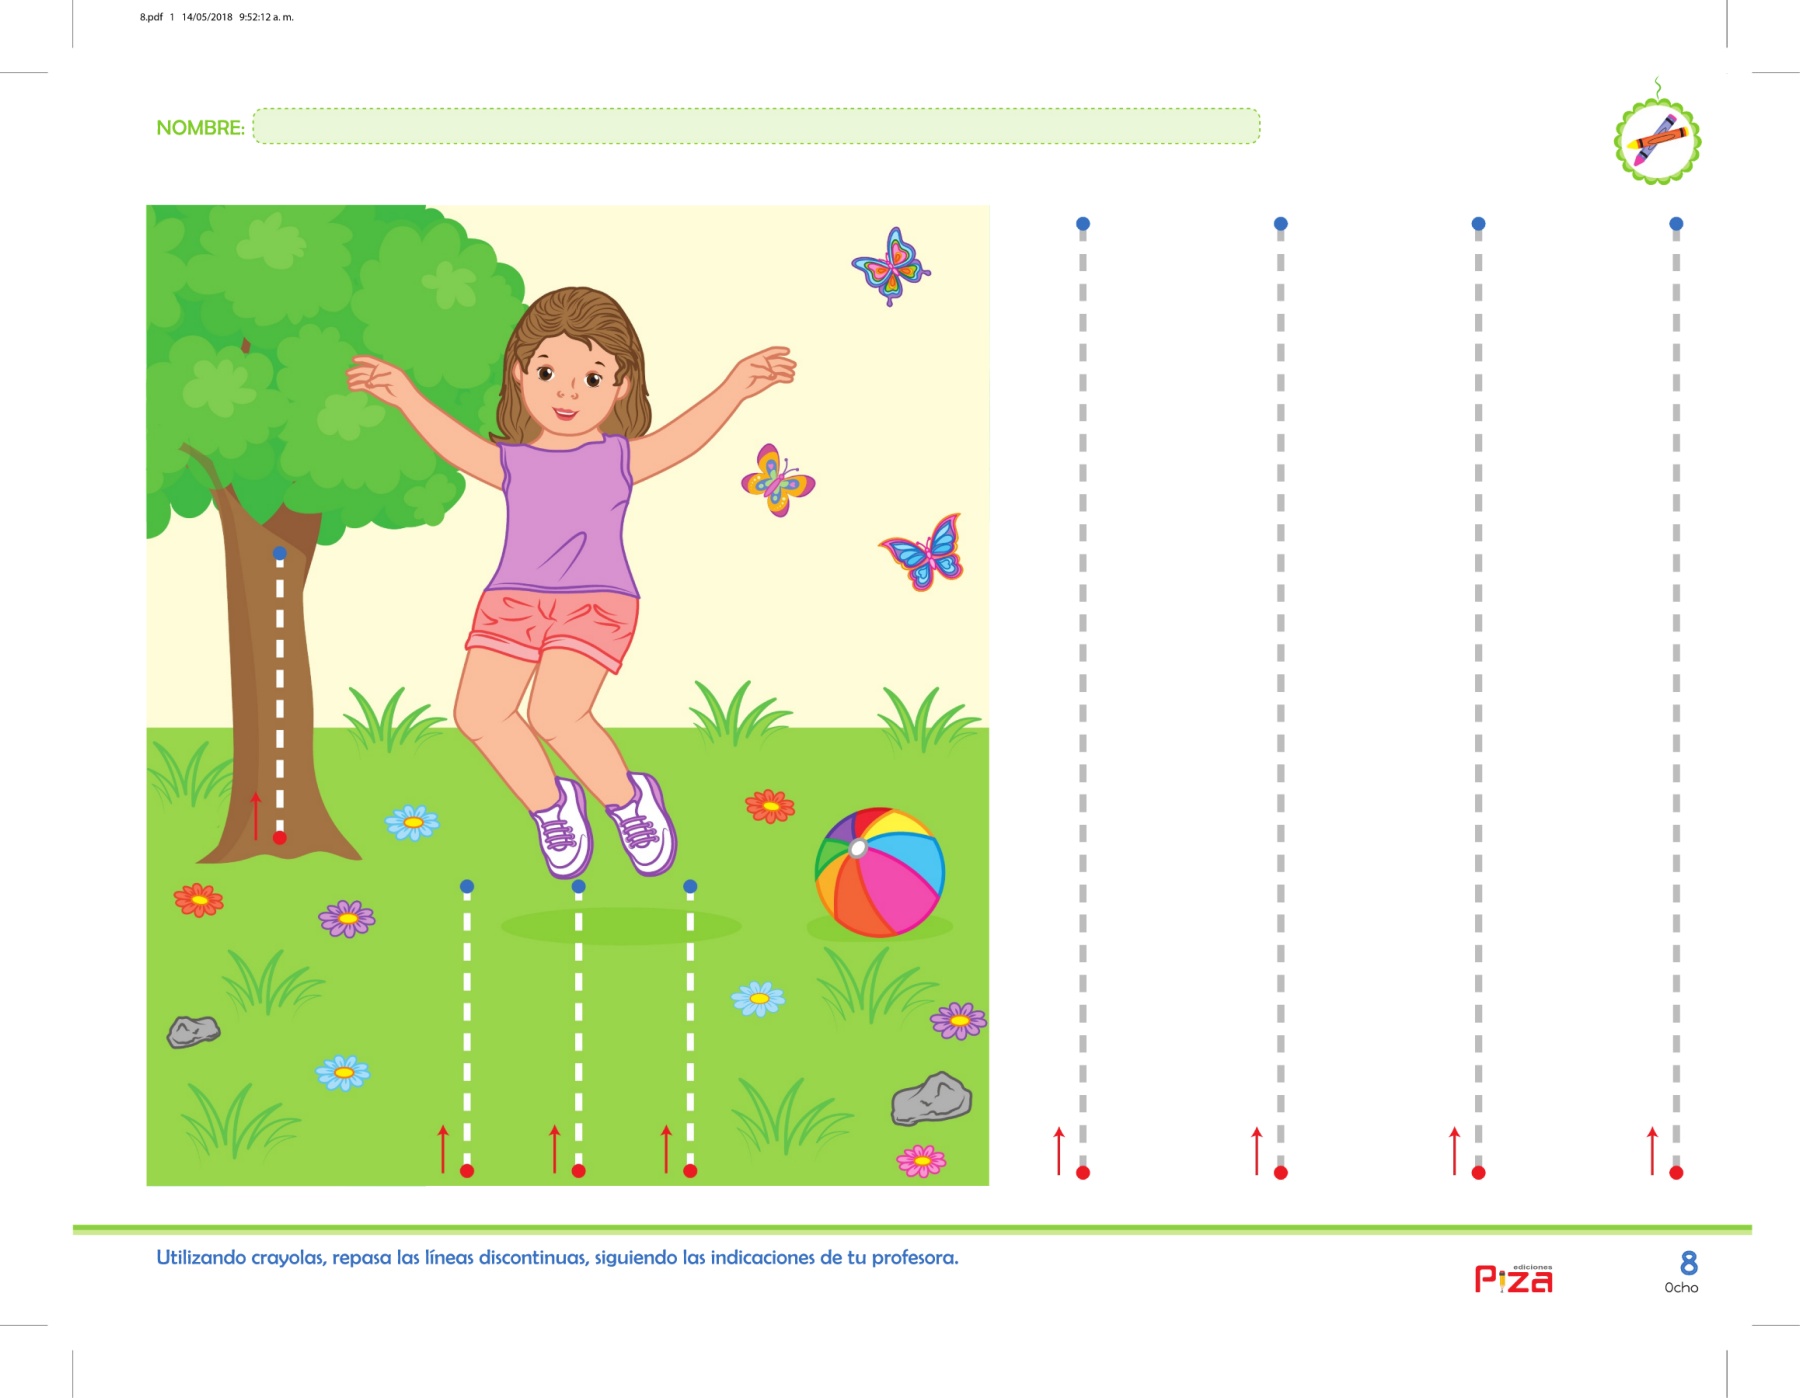 8.pdf 1 14/05/2018 9:52:12 a. m.
NOMBRE:
Utilizando crayolas, repasa las líneas discontinuas, siguiendo las indicaciones de tu profesora.
ediciones
Piza
8
Ocho